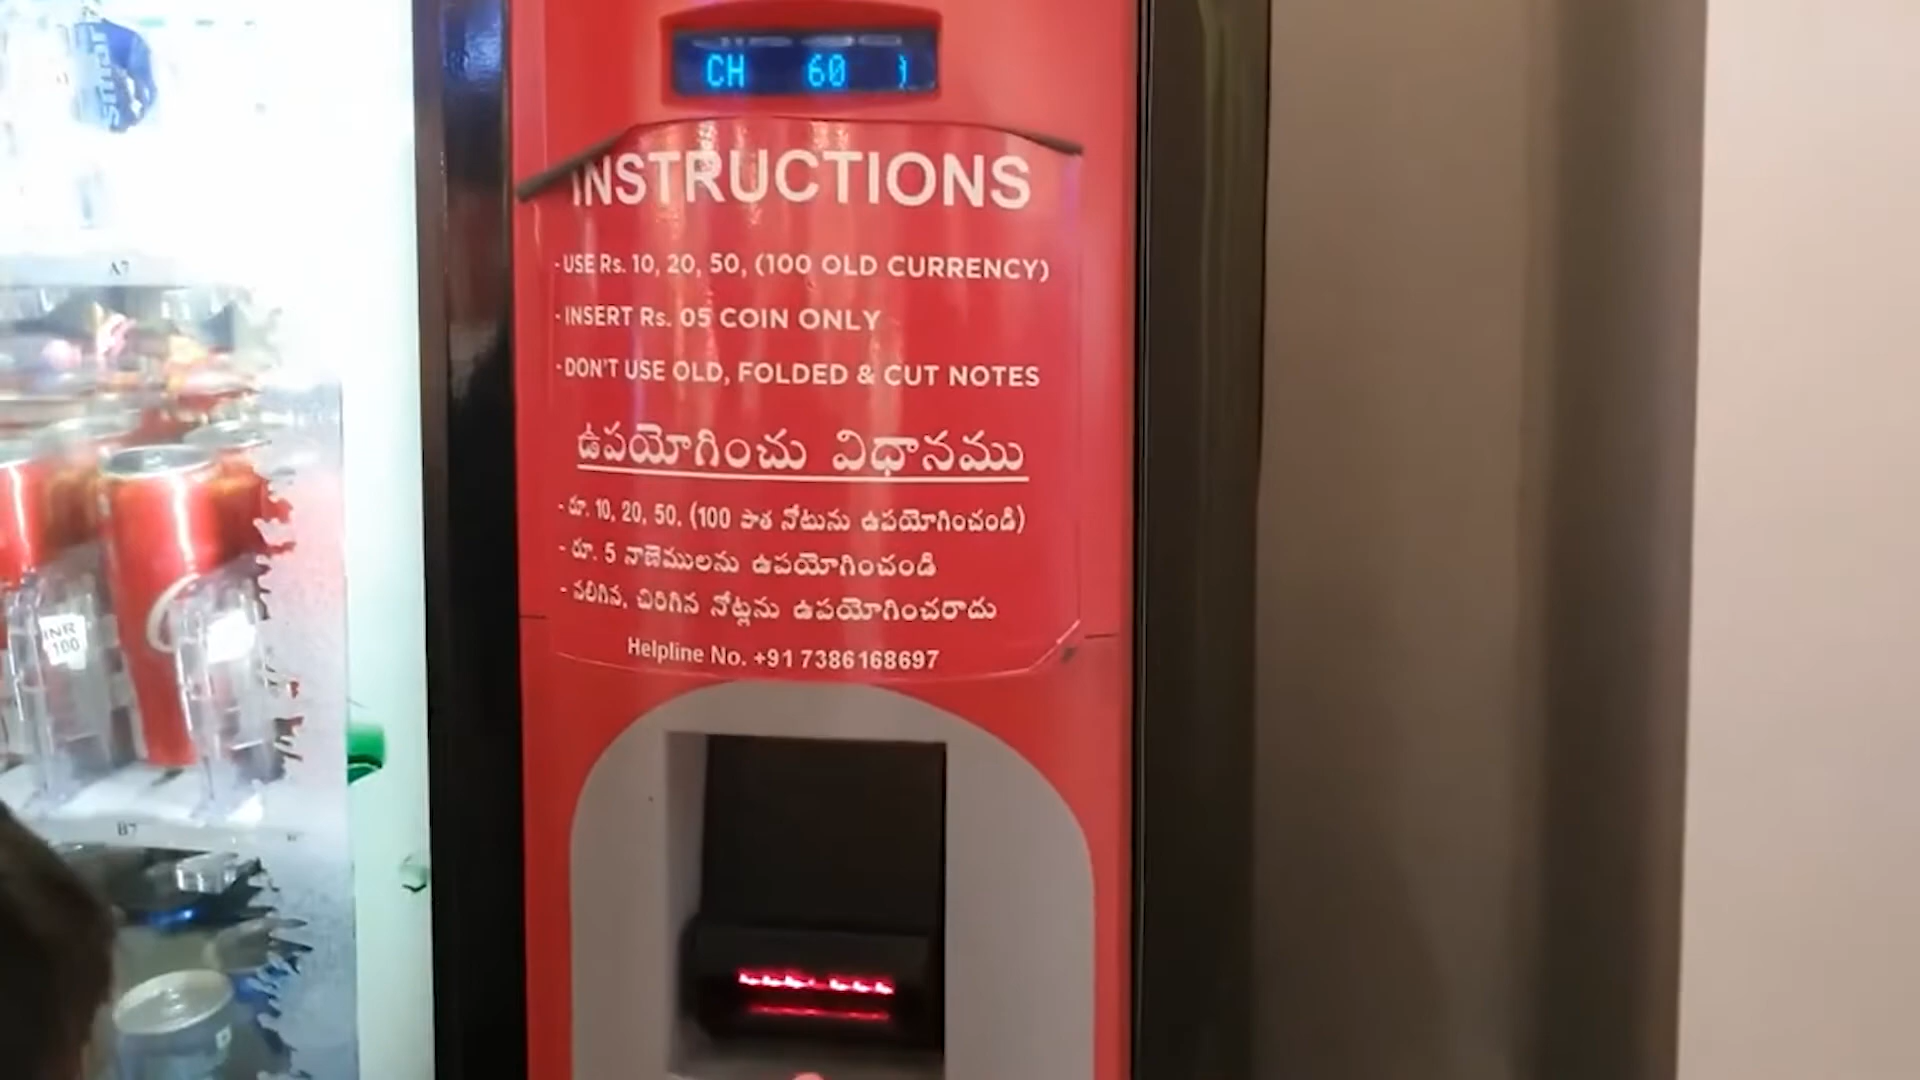 CH 60
INSTRUCTIONS
- USE Rs. 10, 20, 50, (100 OLD CURRENCY)
- INSERT Rs. 05 COIN ONLY
- DON'T USE OLD, FOLDED & CUT NOTES
ఉపయోగించు విధానము
- రూ. 10, 20, 50. (100 పాత నోటును ఉపయోగించండి)
- రూ. 5 నాణెములను ఉపయోగించండి
- నలిగిన, చిరిగిన నోట్లను ఉపయోగించరాదు
Helpline No. +91 7386168697
A7
INR
100
B7